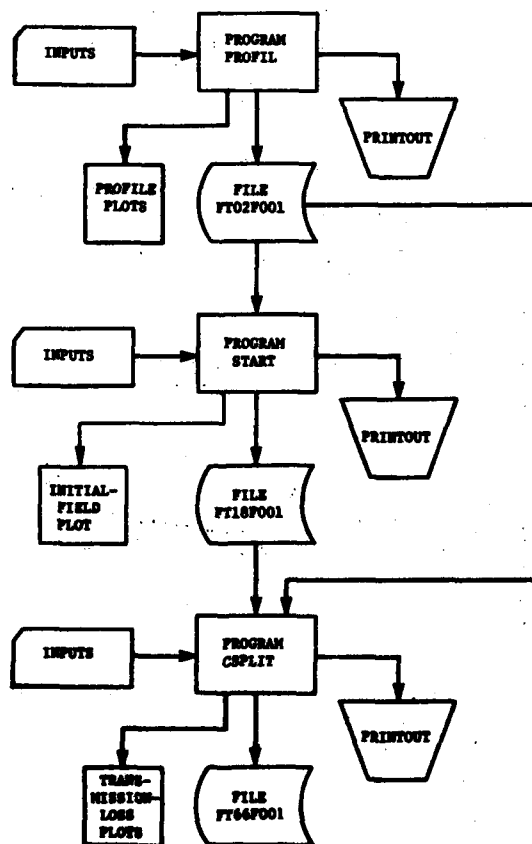 INPUTS
PROGRAM
PROFIL
PRINTOUT
PROFILE
PLOTS
FILE
FT02F001
INPUTS
PROGRAM
START
PRINTOUT
INITIAL-
FIELD
PLOT
FILE
FT18F001
INPUTS
PROGRAM
CSPLIT
PRINTOUT
TRANS-
MISSION-
LOSS
PLOTS
FILE
FT66F001